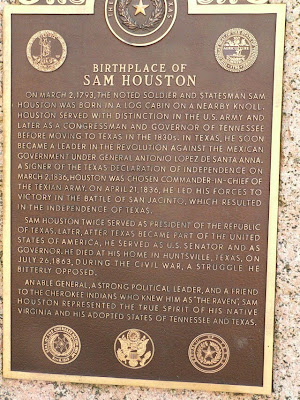 BIRTHPLACE OF
SAM HOUSTON
ON MARCH 2, 1793, THE NOTED SOLDIER AND STATESMAN SAM
HOUSTON WAS BORN IN A LOG CABIN ON A NEARBY KNOLL.
HOUSTON SERVED WITH DISTINCTION IN THE U.S. ARMY AND
LATER AS A CONGRESSMAN AND GOVERNOR OF TENNESSEE
BEFORE MOVING TO TEXAS IN THE 1830s. IN TEXAS, HE SOON
BECAME A LEADER IN THE REVOLUTION AGAINST THE MEXICAN
GOVERNMENT UNDER GENERAL ANTONIO LOPEZ DE SANTA ANNA.
A SIGNER OF THE TEXAS DECLARATION OF INDEPENDENCE ON
MARCH 2, 1836, HOUSTON WAS CHOSEN COMMANDER-IN-CHIEF OF
THE TEXIAN ARMY. ON APRIL 21, 1836, HE LED HIS FORCES TO
VICTORY IN THE BATTLE OF SAN JACINTO, WHICH RESULTED
IN THE INDEPENDENCE OF TEXAS.
SAM HOUSTON TWICE SERVED AS PRESIDENT OF THE REPUBLIC
OF TEXAS. LATER, AFTER TEXAS BECAME PART OF THE UNITED
STATES OF AMERICA, HE SERVED AS U.S. SENATOR AND AS
GOVERNOR. HE DIED AT HIS HOME IN HUNTSVILLE, TEXAS, ON
JULY 26, 1863, DURING THE CIVIL WAR, A STRUGGLE HE
BITTERLY OPPOSED.
AN ABLE GENERAL, A STRONG POLITICAL LEADER, AND A FRIEND
TO THE CHEROKEE INDIANS WHO KNEW HIM AS "THE RAVEN", SAM
HOUSTON REPRESENTED THE TRUE SPIRIT OF HIS NATIVE
VIRGINIA AND HIS ADOPTED STATES OF TENNESSEE AND TEXAS.